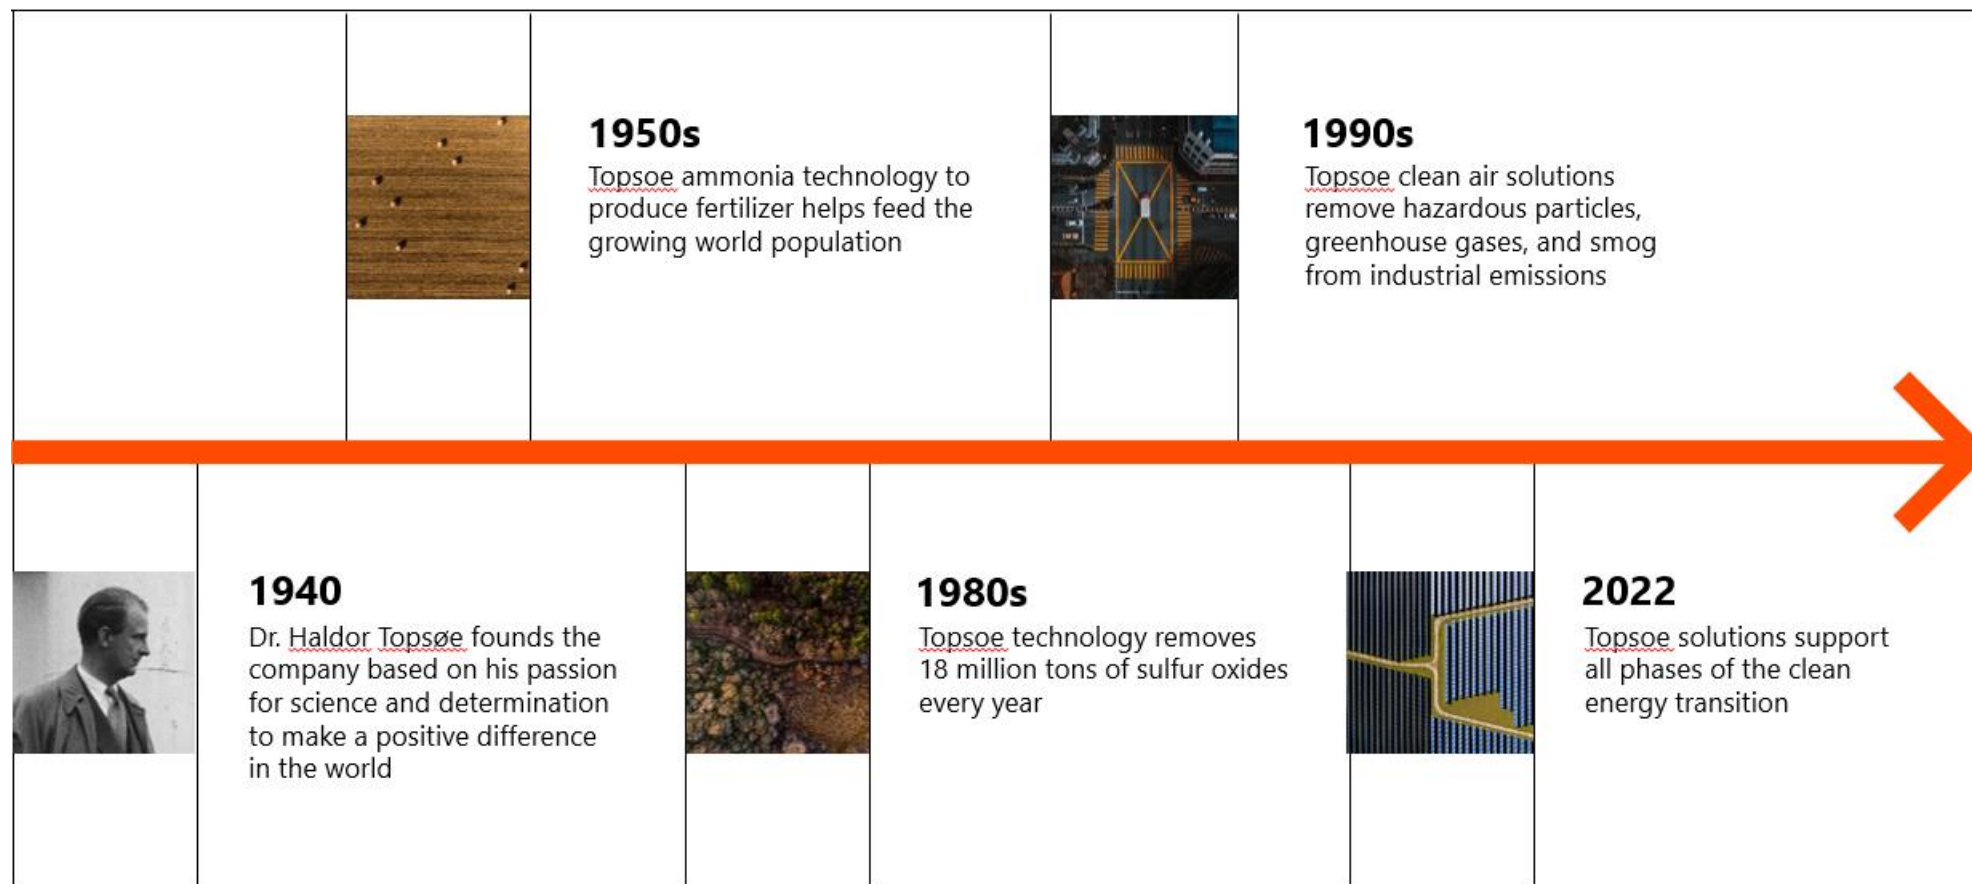 1950s
Topsoe ammonia technology to
produce fertilizer helps feed the
growing world population
1990s
Topsoe clean air solutions
remove hazardous particles,
greenhouse gases, and smog
from industrial emissions
1940
Dr. Haldor Topsøe founds the
company based on his passion
for science and determination
to make a positive difference
in the world
1980s
Topsoe technology removes
18 million tons of sulfur oxides
every year
2022
Topsoe solutions support
all phases of the clean
energy transition